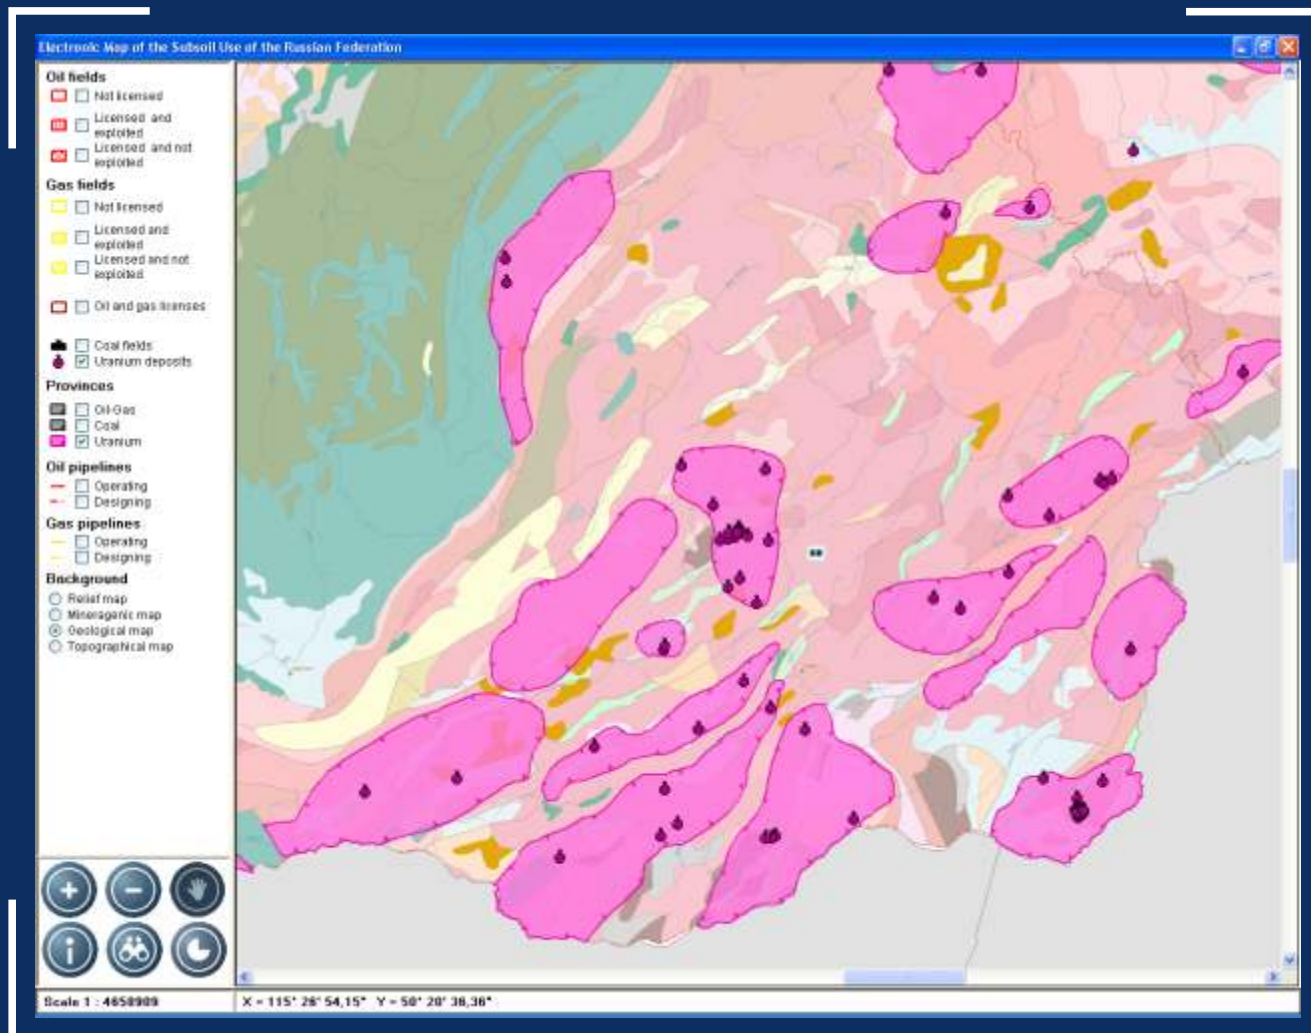 Electronic Map of the Subsoil Use of the Russian Federation
Oil fields
Not licensed
Licensed and
exploited
Licensed and not
exploited
Gas fields
Not licensed
Licensed and
exploited
Licensed and not
exploited
Oil and gas licenses
Coal fields
Uranium deposits
Provinces
Oil-Gas
Coal
Uranium
Oil pipelines
Operating
Designing
Gas pipelines
Operating
Designing
Background
Relief map
Mineragenic map
Geological map
Topographical map
Scale 1 : 4658909
X = 115° 26' 54,15" Y = 50° 20' 36,36"